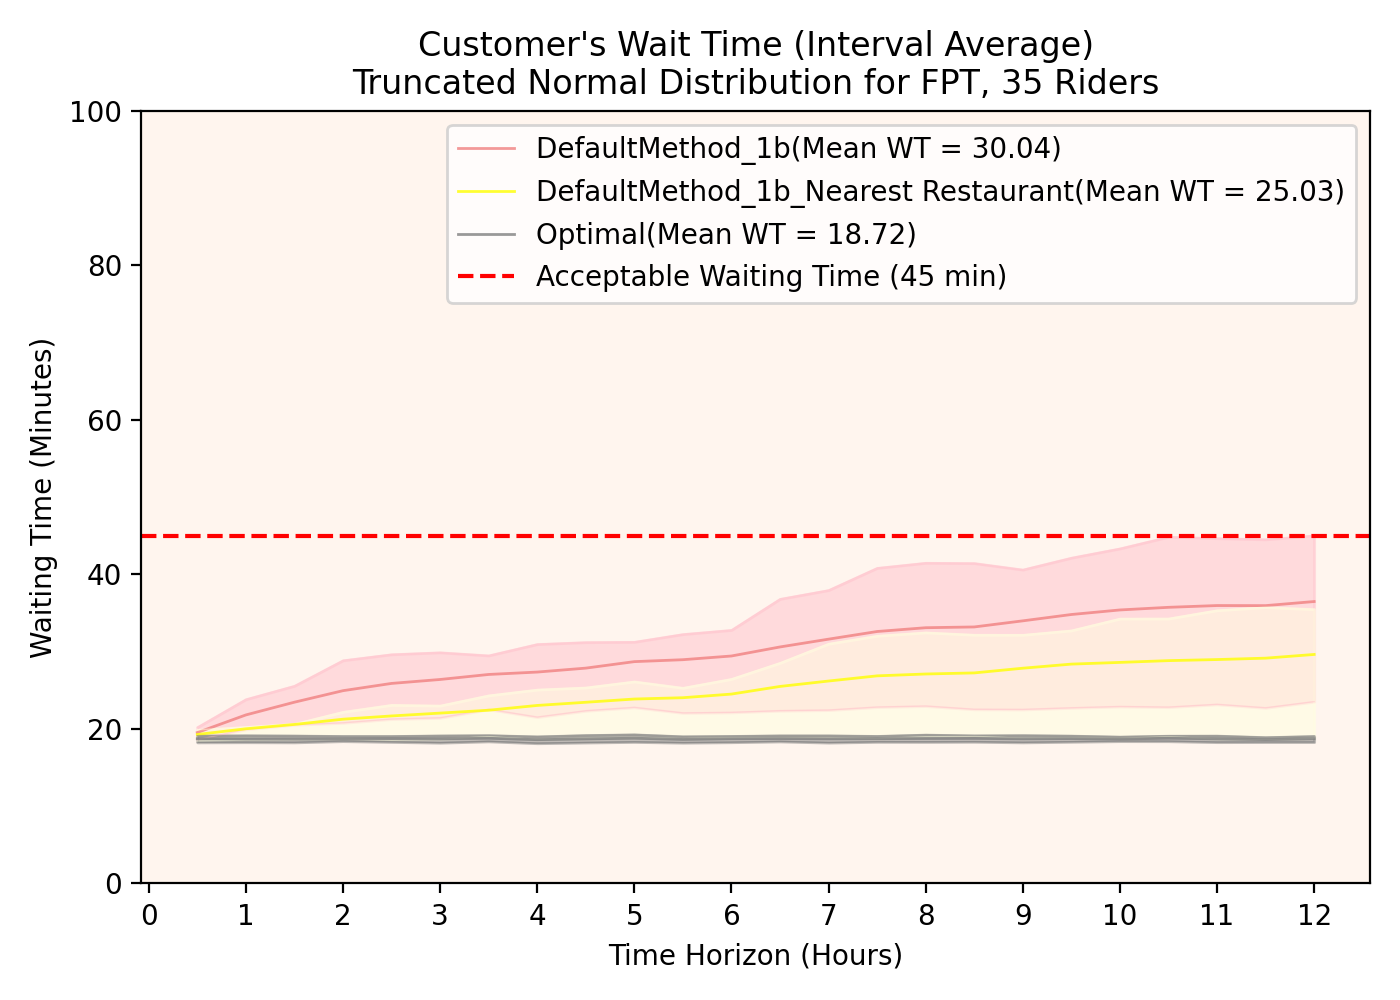 Customer's Wait Time (Interval Average)
Truncated Normal Distribution for FPT, 35 Riders
DefaultMethod_1b(Mean WT = 30.04)
DefaultMethod_1b_Nearest Restaurant(Mean WT = 25.03)
Optimal(Mean WT = 18.72)
Acceptable Waiting Time (45 min)
Waiting Time (Minutes)
100
80
60
40
20
0
0 1 2 3 4 5 6 7 8 9 10 11 12
Time Horizon (Hours)